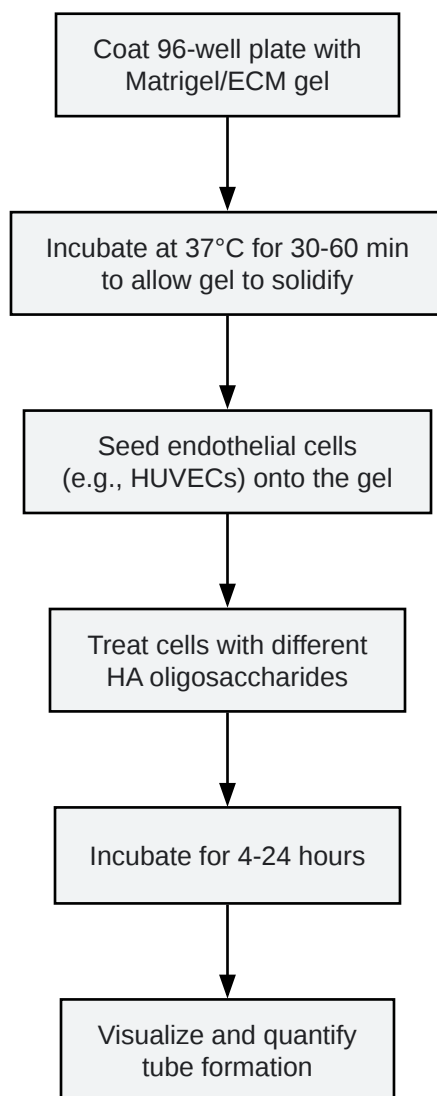 Coat 96-well plate with
Matrigel/ECM gel
Incubate at 37°C for 30-60 min
to allow gel to solidify
Seed endothelial cells
(e.g., HUVECs) onto the gel
Treat cells with different
HA oligosaccharides
Incubate for 4-24 hours
Visualize and quantify
tube formation